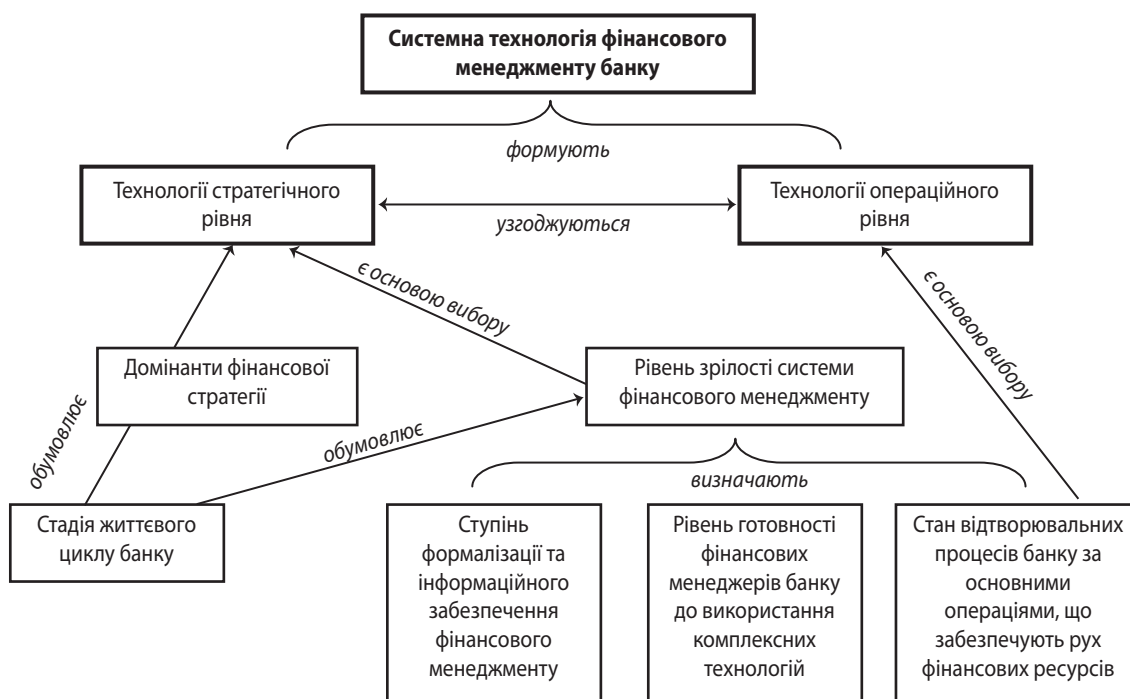 Системна технологія фінансового
менеджменту банку
формують
Технології стратегічного
рівня
узгоджуються
Технології операційного
рівня
є основою вибору
є основою вибору
Домінанти фінансової
стратегії
Рівень зрілості системи
фінансового менеджменту
обумовлює
обумовлює
визначають
Стадія життєвого
циклу банку
Ступінь
формалізації та
інформаційного
забезпечення
фінансового
менеджменту
Рівень готовності
фінансових
менеджерів банку
до використання
комплексних
технологій
Стан відтворювальних
процесів банку за
основними
операціями, що
забезпечують рух
фінансових ресурсів